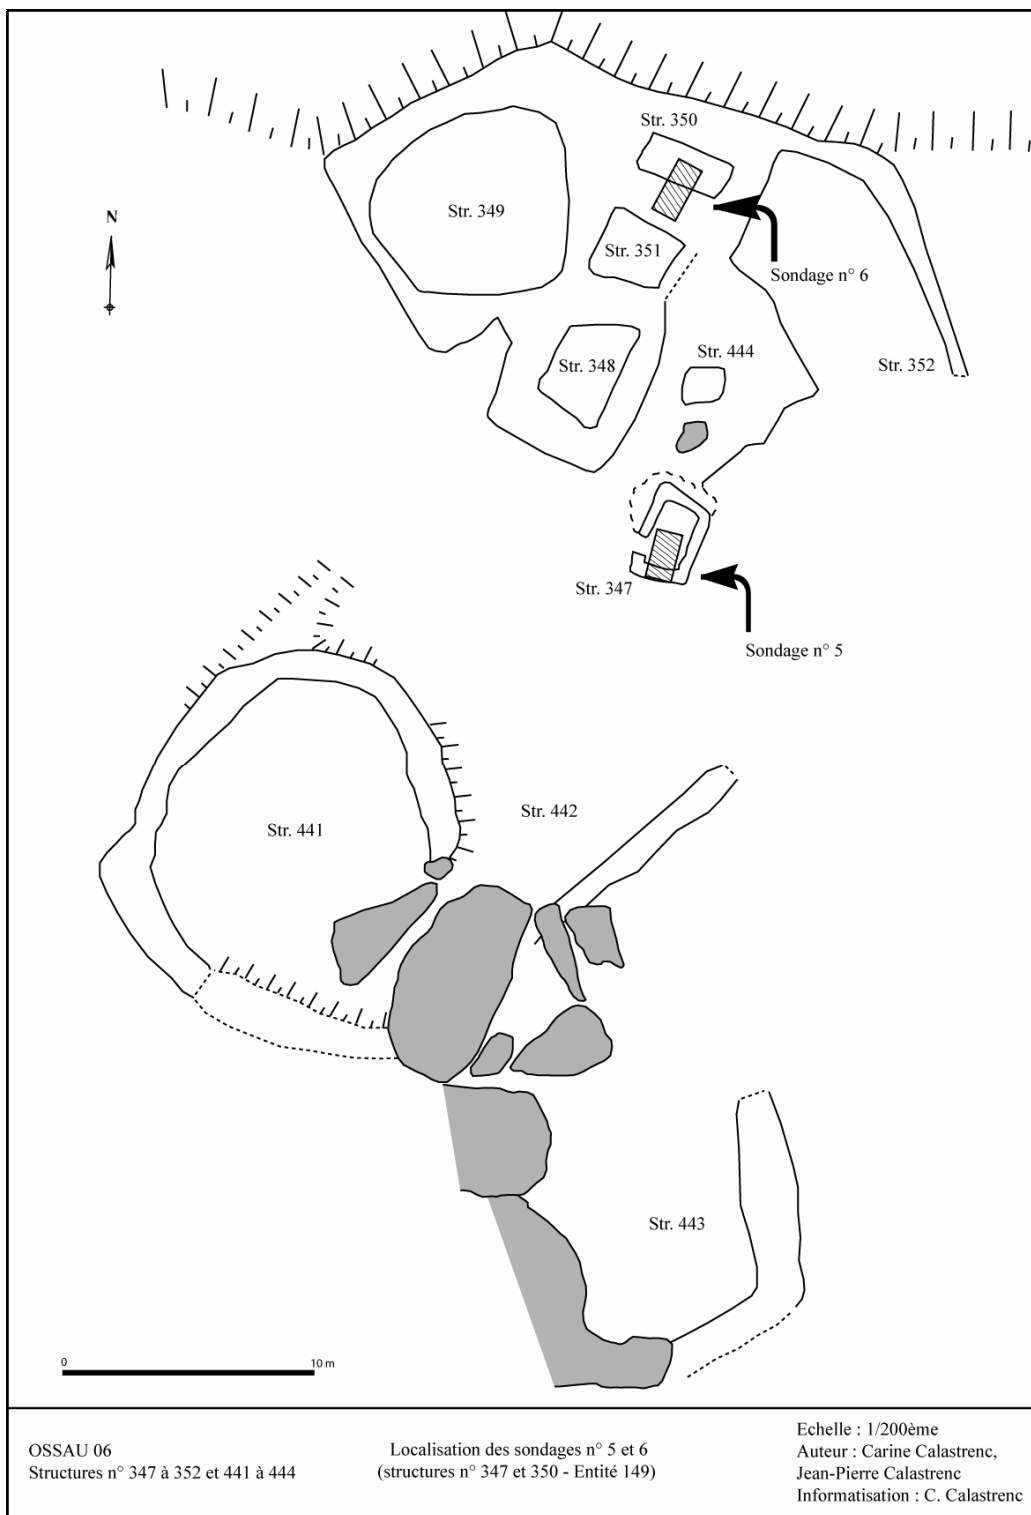 Str. 350
N
Str. 349
Str. 351
Sondage n° 6
Str. 444
Str. 348
Str. 352
Str. 347
Sondage n° 5
Str. 442
Str. 441
Str. 443
0
10 m
OSSAU 06
Structures n° 347 à 352 et 441 à 444
Localisation des sondages n° 5 et 6
(structures n° 347 et 350 - Entité 149)
Echelle : 1/200ème
Auteur : Carine Calastrenc,
Jean-Pierre Calastrenc
Informatisation : C. Calastrenc